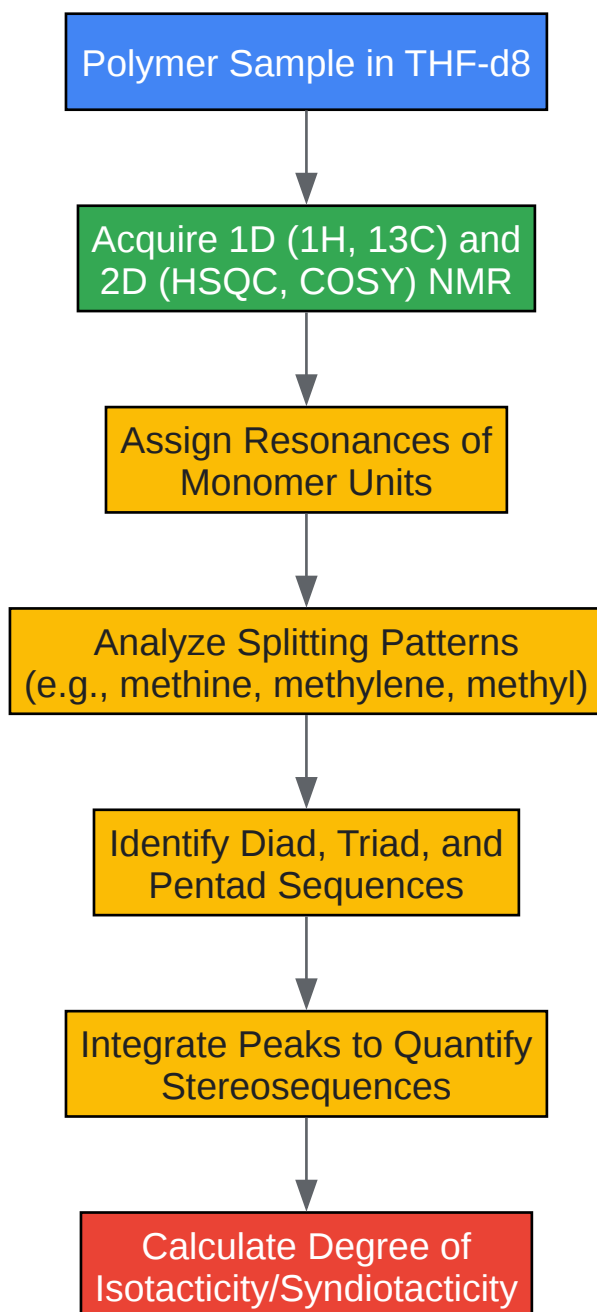 Polymer Sample in THF-d8
Acquire 1D (1H, 13C) and
2D (HSQC, COSY) NMR
Assign Resonances of
Monomer Units
Analyze Splitting Patterns
(e.g., methine, methylene, methyl)
Identify Diad, Triad, and
Pentad Sequences
Integrate Peaks to Quantify
Stereosequences
Calculate Degree of
Isotacticity/Syndiotacticity